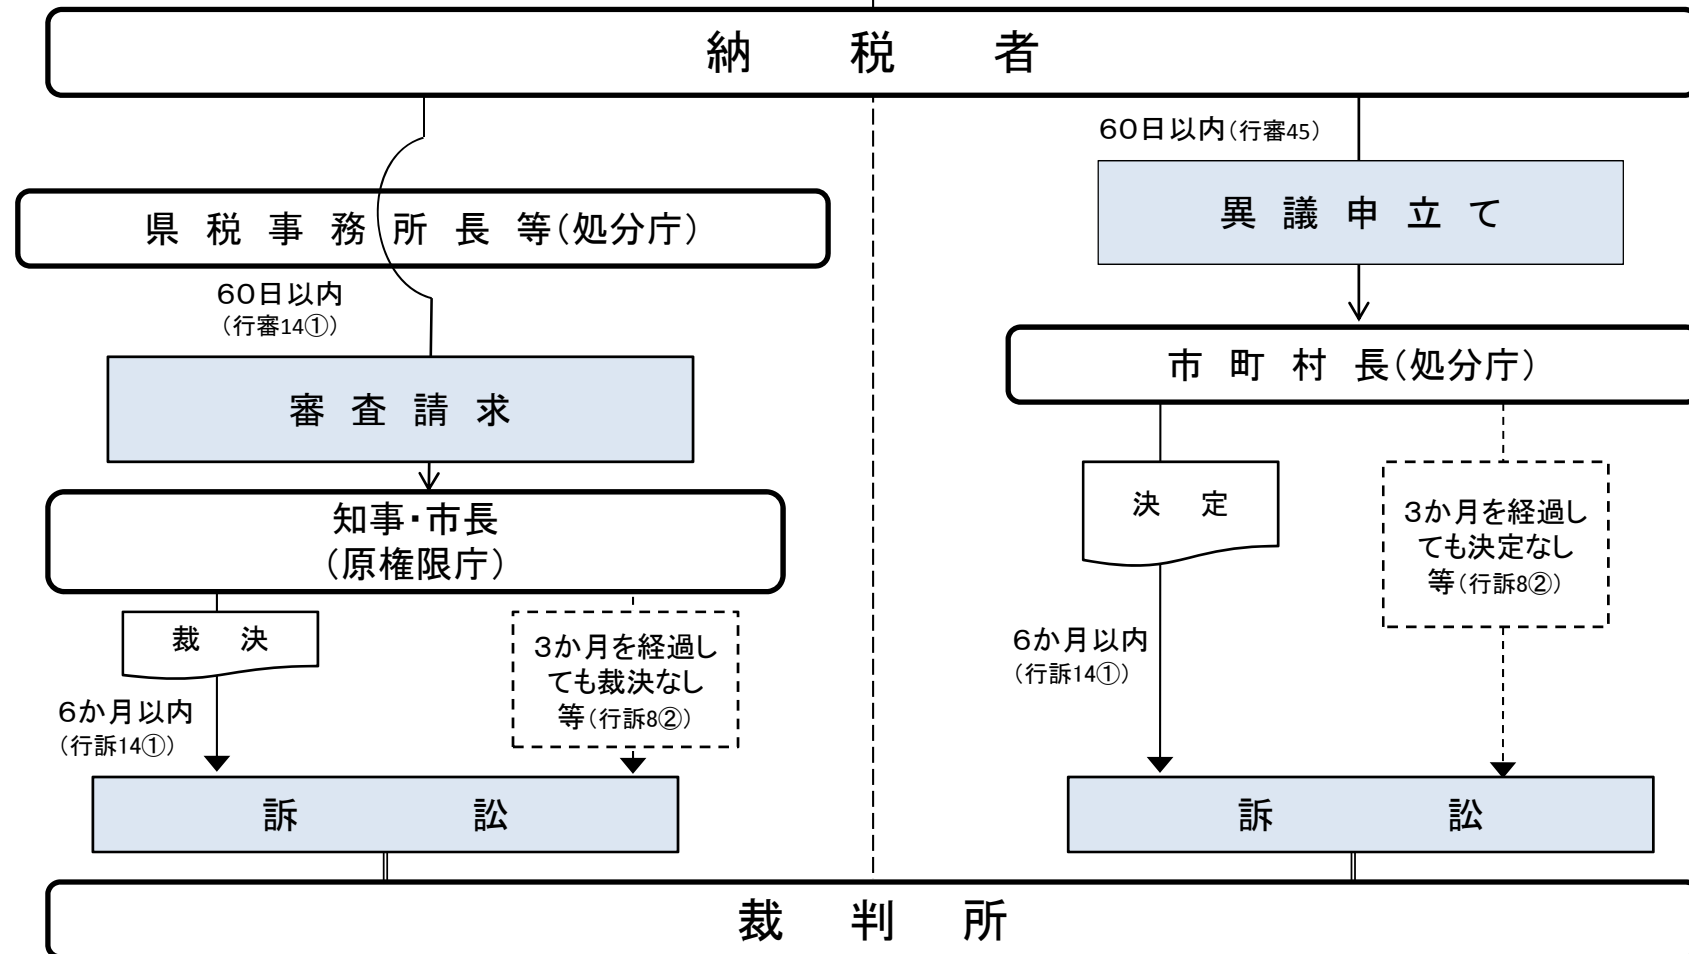 納 税 者
県 税 事 務 所 長 等(処分庁)
60日以内
(行審14①)
審 査 請 求
知事・市長
(原権限庁)
裁 決
6か月以内
(行訴14①)
3か月を経過し
ても裁決なし
等(行訴8②)
訴 訟
60日以内(行審45)
異 議 申 立 て
市 町 村 長(処分庁)
決 定
6か月以内
(行訴14①)
3か月を経過し
ても決定なし
等(行訴8②)
訴 訟
裁 判 所